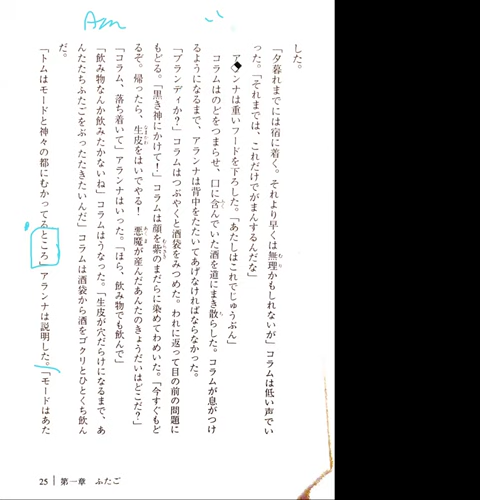 した。
「夕暮れまでには宿に着く。それより早くは無理かもしれないが」コラムは低い声でい
った。「それまでは、これだけでがまんするんだな」
アランナは重いフードを下ろした。「あたしはこれでじゅうぶん」
コラムはのどをつまらせ、口に含んでいた酒を道にまき散らした。コラムが息がつけ
るようになるまで、アランナは背中をたたいてあげなければならなかった。
「ブランディか？」コラムはつぶやくと酒袋をみつめた。われに返って目の前の問題に
もどる。「黒き神にかけて！」コラムは顔を紫のまだらに染めてわめいた。「今すぐもど
るぞ。帰ったら、生皮をはいでやる！　悪魔が産んだあんたのきょうだいはどこだ？」
「コラム、落ち着いて」アランナはいった。「ほら、飲み物でも飲んで」
「飲み物なんか飲みたかないね」コラムはうなった。「生皮が穴だらけになるまで、あ
んたたちふたごをぶったたきたいんだ」コラムは酒袋から酒をゴクリとひとくち飲ん
だ。
「トムはモードと神々の都にむかってるところ」アランナは説明した。「モードはあた
25 第一章 ふたご